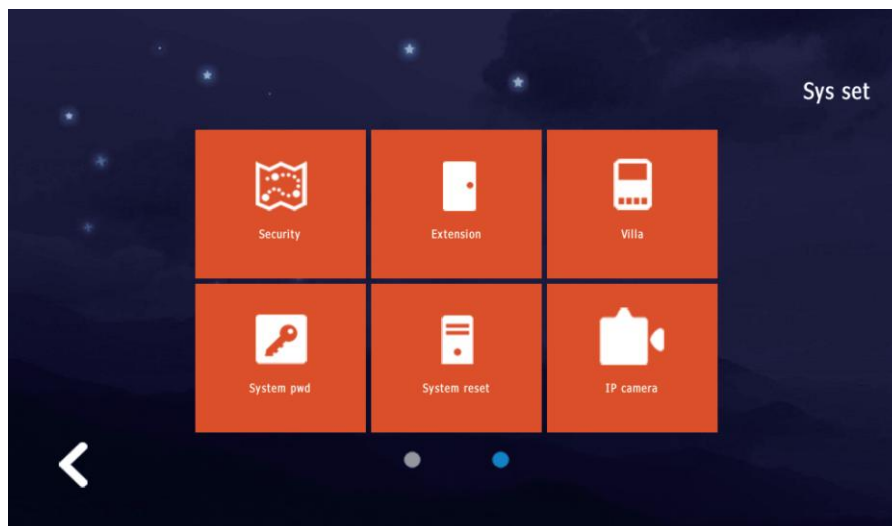 Sys set
Security
Extension
Villa
System pwd
System reset
IP camera